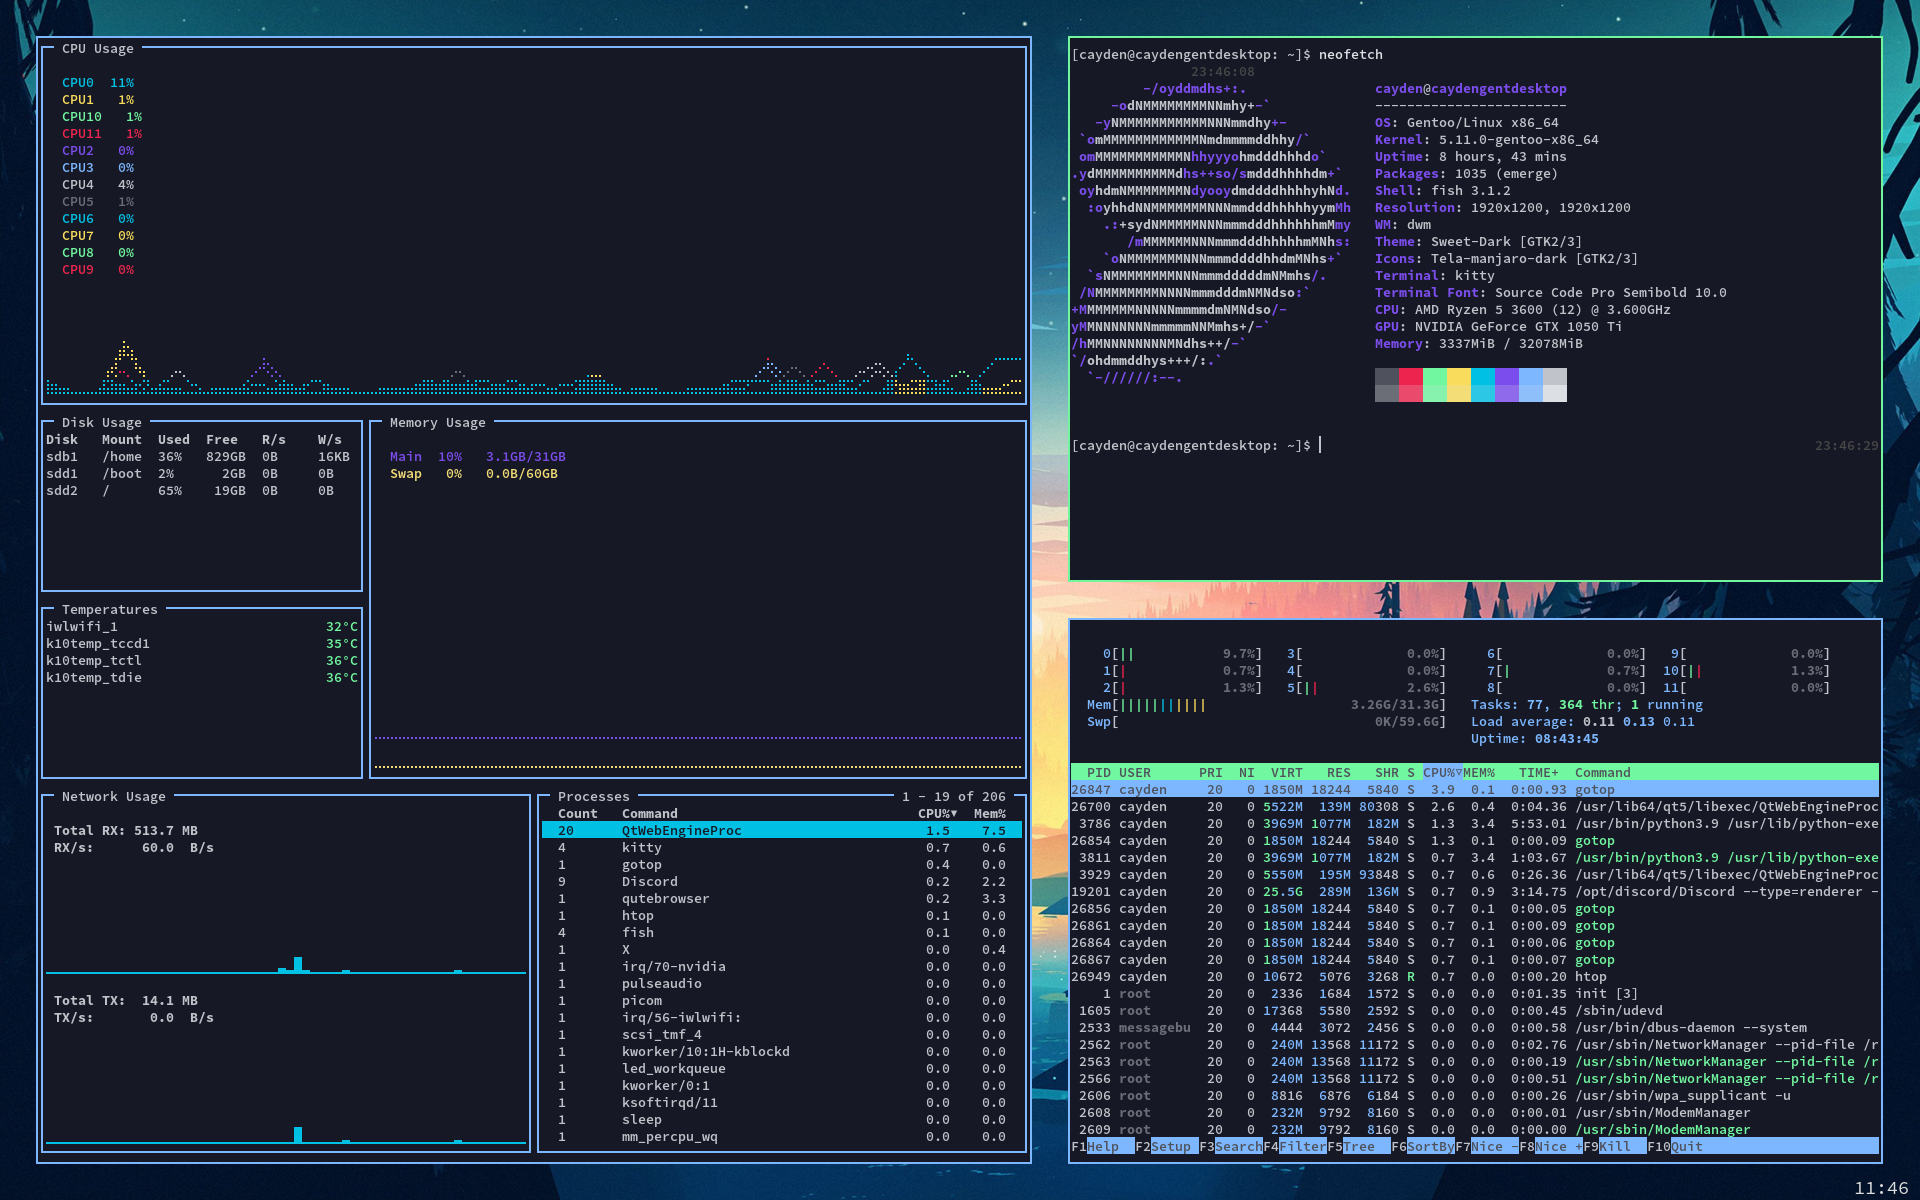 CPU Usage
CPU0 11%
CPU1 1%
CPU10 1%
CPU11 1%
CPU2 0%
CPU3 0%
CPU4 4%
CPU5 1%
CPU6 0%
CPU7 0%
CPU8 0%
CPU9 0%
Disk Usage
Disk Mount Used Free R/s W/s
sdb1 /home 36% 829GB 0B 16KB
sdd1 /boot 2% 2GB 0B 0B
sdd2 / 65% 19GB 0B 0B
Memory Usage
Main 10% 3.1GB/31GB
Swap 0% 0.0B/60GB
Temperatures
iwlwifi_1 32°C
k10temp_tccd1 35°C
k10temp_tctl 36°C
k10temp_tdie 36°C
Network Usage
Total RX: 513.7 MB
RX/s: 60.0 B/s
Total TX: 14.1 MB
TX/s: 0.0 B/s
Processes 1 - 19 of 206
Count Command CPU%▼ Mem%
20 QtWebEngineProc 1.5 7.5
4 kitty 0.7 0.6
1 gotop 0.4 0.0
9 Discord 0.2 2.2
1 qutebrowser 0.2 3.3
1 htop 0.1 0.0
4 fish 0.1 0.0
1 X 0.0 0.4
1 irq/70-nvidia 0.0 0.0
1 pulseaudio 0.0 0.0
1 picom 0.0 0.0
1 irq/56-iwlwifi: 0.0 0.0
1 scsi_tmf_4 0.0 0.0
1 kworker/10:1H-kblockd 0.0 0.0
1 led_workqueue 0.0 0.0
1 kworker/0:1 0.0 0.0
1 ksoftirqd/11 0.0 0.0
1 sleep 0.0 0.0
1 mm_percpu_wq 0.0 0.0
[cayden@caydengentdesktop: ~]$ neofetch
23:46:08
-/oyddmdhs+:. cayden@caydengentdesktop
-odNMMMMMMMMNNmhy+-` ------------------------
-yNMMMMMMMMMMMNNNmmdhy+- OS: Gentoo/Linux x86_64
`omMMMMMMMMMMMMNmdmmmmddhhy/` Kernel: 5.11.0-gentoo-x86_64
omMMMMMMMMMMMNhhyyyohmdddhhhdo` Uptime: 8 hours, 43 mins
.ydMMMMMMMMMMdhs++so/smdddhhhhdm+` Packages: 1035 (emerge)
oyhdmNMMMMMMMNdyooydmddddhhhhyhNd. Shell: fish 3.1.2
:oyhhdNNMMMMMMMNNNmmdddhhhhhyymMh Resolution: 1920x1200, 1920x1200
.:+sydNMMMMMNNNmmmdddhhhhhhmMmy WM: dwm
/mMMMMMMNNNmmmdddhhhhhmMNhs: Theme: Sweet-Dark [GTK2/3]
`oNMMMMMMMNNNmmmddddhhdmMNhs+` Icons: Tela-manjaro-dark [GTK2/3]
`sNMMMMMMMMNNNmmmdddddmNMmhs/. Terminal: kitty
/NMMMMMMMMNNNNmmmdddmNMNdso:` Terminal Font: Source Code Pro Semibold 10.0
+MMMMMMMNNNNNmmmmdmNMNdso/- CPU: AMD Ryzen 5 3600 (12) @ 3.600GHz
yMMNNNNNNNmmmmmNNMmhs+/-` GPU: NVIDIA GeForce GTX 1050 Ti
/hMMNNNNNNNNMNdhs++/-` Memory: 3337MiB / 32078MiB
`/ohdmmddhys+++/:.`
`-//////:--.
[cayden@caydengentdesktop: ~]$ 23:46:29
0[|| 9.7%] 3[ 0.0%] 6[ 0.0%] 9[ 0.0%]
1[| 0.7%] 4[ 0.0%] 7[| 0.7%] 10[|| 1.3%]
2[| 1.3%] 5[|| 2.6%] 8[ 0.0%] 11[ 0.0%]
Mem[||||||||||| 3.26G/31.3G] Tasks: 77, 364 thr; 1 running
Swp[ 0K/59.6G] Load average: 0.11 0.13 0.11
Uptime: 08:43:45
PID USER PRI NI VIRT RES SHR S CPU%▽MEM% TIME+ Command
26847 cayden 20 0 1850M 18244 5840 S 3.9 0.1 0:00.93 gotop
26700 cayden 20 0 5522M 139M 80308 S 2.6 0.4 0:04.36 /usr/lib64/qt5/libexec/QtWebEngineProc
3786 cayden 20 0 3969M 1077M 182M S 1.3 3.4 5:53.01 /usr/bin/python3.9 /usr/lib/python-exe
26854 cayden 20 0 1850M 18244 5840 S 1.3 0.1 0:00.09 gotop
3811 cayden 20 0 3969M 1077M 182M S 0.7 3.4 1:03.67 /usr/bin/python3.9 /usr/lib/python-exe
3929 cayden 20 0 5550M 195M 93848 S 0.7 0.6 0:26.36 /usr/lib64/qt5/libexec/QtWebEngineProc
19201 cayden 20 0 25.5G 289M 136M S 0.7 0.9 3:14.75 /opt/discord/Discord --type=renderer -
26856 cayden 20 0 1850M 18244 5840 S 0.7 0.1 0:00.05 gotop
26861 cayden 20 0 1850M 18244 5840 S 0.7 0.1 0:00.09 gotop
26864 cayden 20 0 1850M 18244 5840 S 0.7 0.1 0:00.06 gotop
26867 cayden 20 0 1850M 18244 5840 S 0.7 0.1 0:00.07 gotop
26949 cayden 20 0 10672 5076 3268 R 0.7 0.0 0:00.20 htop
1 root 20 0 2336 1684 1572 S 0.0 0.0 0:01.35 init [3]
1605 root 20 0 17368 5580 2592 S 0.0 0.0 0:00.45 /sbin/udevd
2533 messagebu 20 0 4444 3072 2456 S 0.0 0.0 0:00.58 /usr/bin/dbus-daemon --system
2562 root 20 0 240M 13568 11172 S 0.0 0.0 0:02.76 /usr/sbin/NetworkManager --pid-file /r
2563 root 20 0 240M 13568 11172 S 0.0 0.0 0:00.19 /usr/sbin/NetworkManager --pid-file /r
2566 root 20 0 240M 13568 11172 S 0.0 0.0 0:00.51 /usr/sbin/NetworkManager --pid-file /r
2606 root 20 0 8816 6876 6184 S 0.0 0.0 0:00.26 /usr/sbin/wpa_supplicant -u
2608 root 20 0 232M 9792 8160 S 0.0 0.0 0:00.01 /usr/sbin/ModemManager
2609 root 20 0 232M 9792 8160 S 0.0 0.0 0:00.00 /usr/sbin/ModemManager
F1Help F2Setup F3SearchF4FilterF5Tree F6SortByF7Nice -F8Nice +F9Kill F10Quit
11:46